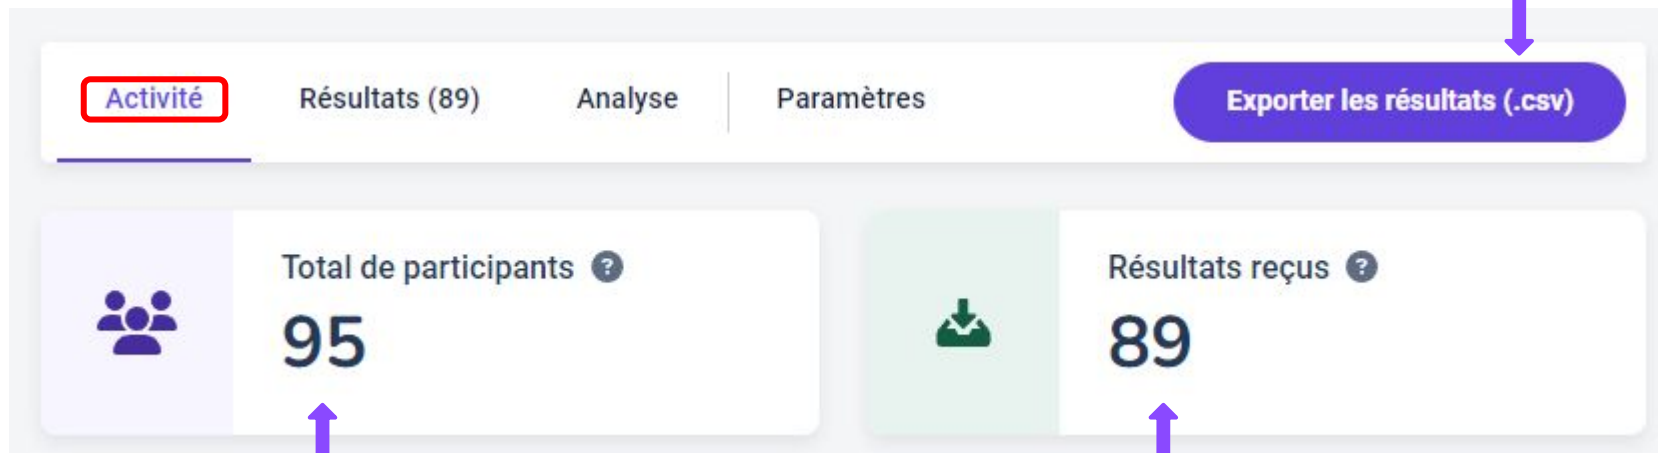 Activité Résultats (89) Analyse Paramètres Exporter les résultats (.csv)
Total de participants ?
95
Résultats reçus ?
89